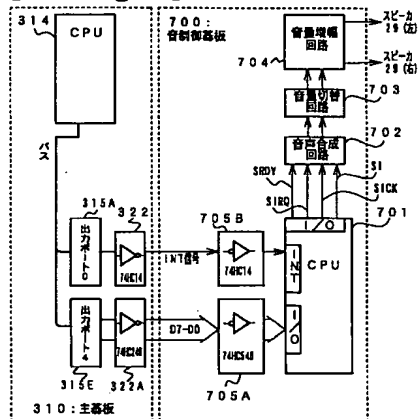 314
CPU
バス
315A
出力ポート0
322
74HC14
INT信号
出力ポート4
74HC240
D7-D0
315E
322A
310:主基板
700:
音制御基板
音量増幅
回路
704
スピーカ
29(左)
スピーカ
29(右)
音量切替
回路
703
音声合成
回路
702
SRDY
SIRQ
SICK
SI
I/O
701
CPU
INT
I/O
705B
74HC14
74HC540
705A